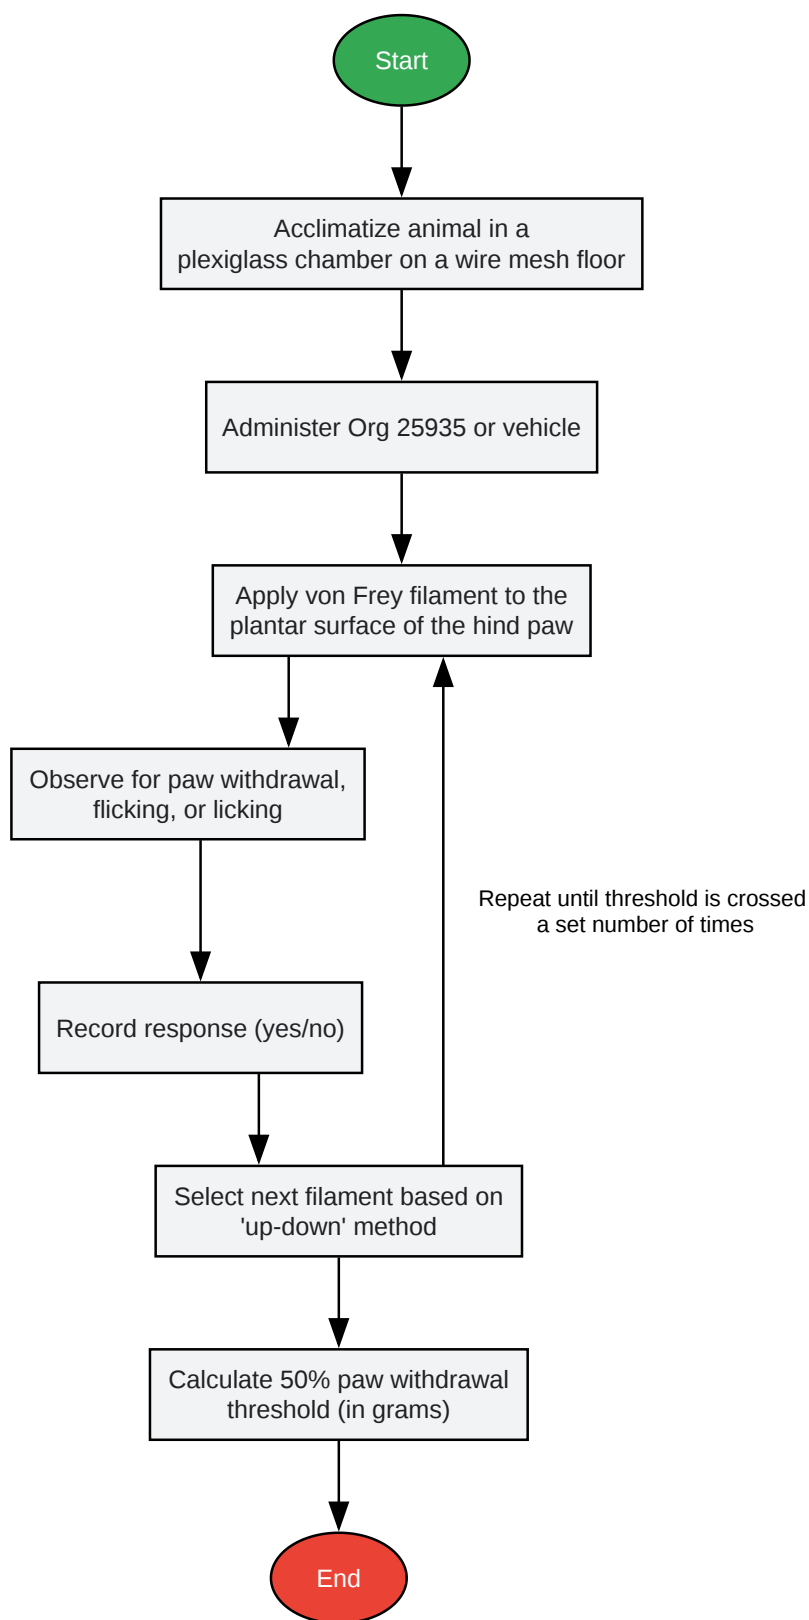 Start
Acclimatize animal in a
plexiglass chamber on a wire mesh floor
Administer Org 25935 or vehicle
Apply von Frey filament to the
plantar surface of the hind paw
Observe for paw withdrawal,
flicking, or licking
Repeat until threshold is crossed
a set number of times
Record response (yes/no)
Select next filament based on
'up-down' method
Calculate 50% paw withdrawal
threshold (in grams)
End